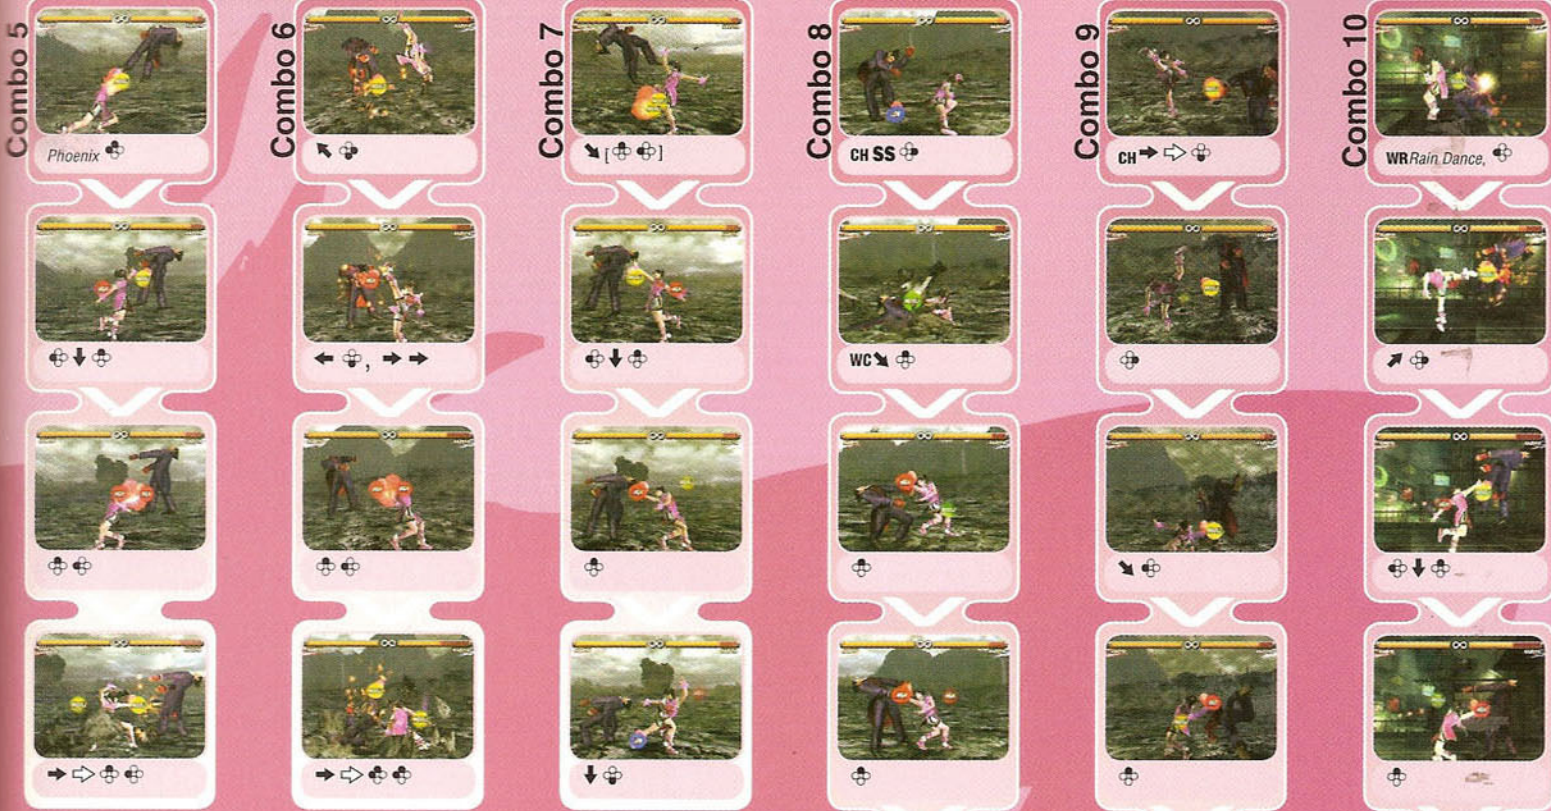 Combo 5
Phoenix
Combo 6
←, → →
Combo 7
[ ]
Combo 8
CH SS
WC
Combo 9
CH
Combo 10
WR Rain Dance,